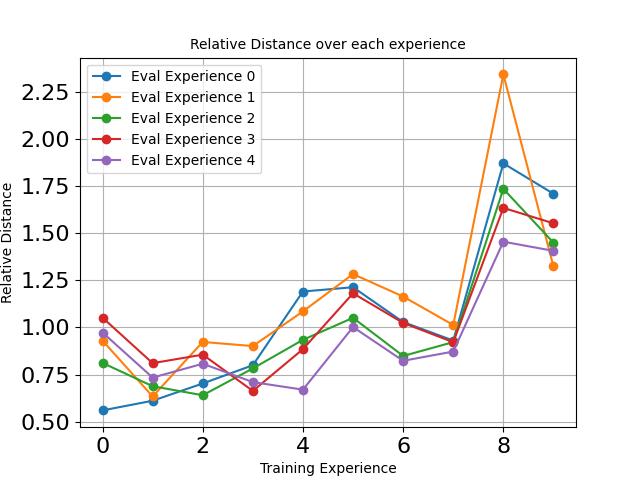 Relative Distance over each experience
Eval Experience 0
Eval Experience 1
Eval Experience 2
Eval Experience 3
Eval Experience 4
Relative Distance
2.25
2.00
1.75
1.50
1.25
1.00
0.75
0.50
0 2 4 6 8
Training Experience